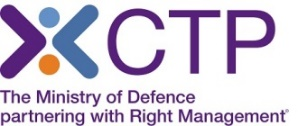 CTP
The Ministry of Defence
partnering with Right Management®